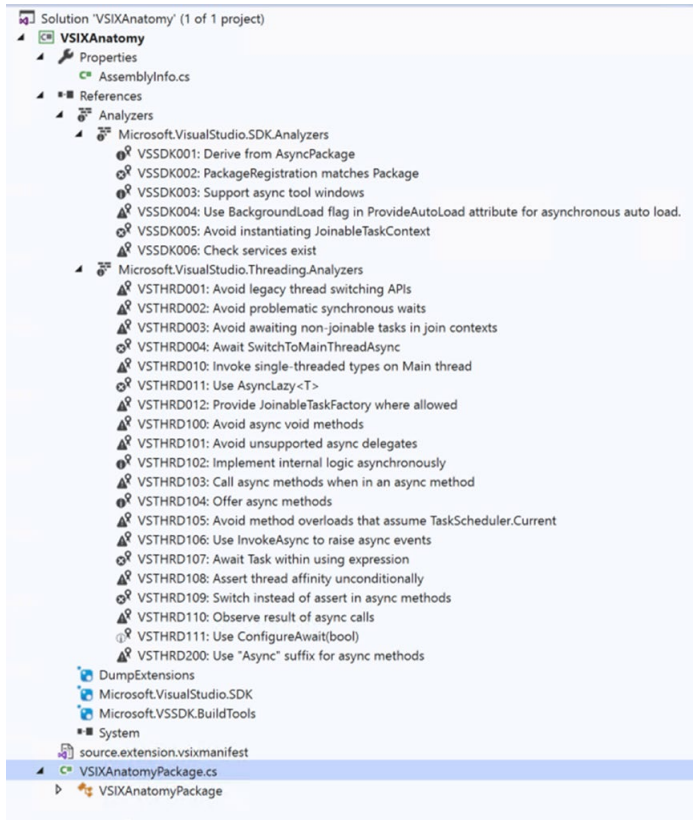 Solution 'VSIXAnatomy' (1 of 1 project)
VSIXAnatomy
Properties
AssemblyInfo.cs
References
Analyzers
Microsoft.VisualStudio.SDK.Analyzers
VSSDK001: Derive from AsyncPackage
VSSDK002: PackageRegistration matches Package
VSSDK003: Support async tool windows
VSSDK004: Use BackgroundLoad flag in ProvideAutoLoad attribute for asynchronous auto load.
VSSDK005: Avoid instantiating JoinableTaskContext
VSSDK006: Check services exist
Microsoft.VisualStudio.Threading.Analyzers
VSTHRD001: Avoid legacy thread switching APIs
VSTHRD002: Avoid problematic synchronous waits
VSTHRD003: Avoid awaiting non-joinable tasks in join contexts
VSTHRD004: Await SwitchToMainThreadAsync
VSTHRD010: Invoke single-threaded types on Main thread
VSTHRD011: Use AsyncLazy<T>
VSTHRD012: Provide JoinableTaskFactory where allowed
VSTHRD100: Avoid async void methods
VSTHRD101: Avoid unsupported async delegates
VSTHRD102: Implement internal logic asynchronously
VSTHRD103: Call async methods when in an async method
VSTHRD104: Offer async methods
VSTHRD105: Avoid method overloads that assume TaskScheduler.Current
VSTHRD106: Use InvokeAsync to raise async events
VSTHRD107: Await Task within using expression
VSTHRD108: Assert thread affinity unconditionally
VSTHRD109: Switch instead of assert in async methods
VSTHRD110: Observe result of async calls
VSTHRD111: Use ConfigureAwait(bool)
VSTHRD200: Use "Async" suffix for async methods
DumpExtensions
Microsoft.VisualStudio.SDK
Microsoft.VSSDK.BuildTools
System
source.extension.vsixmanifest
C# VSIXAnatomyPackage.cs
VSIXAnatomyPackage